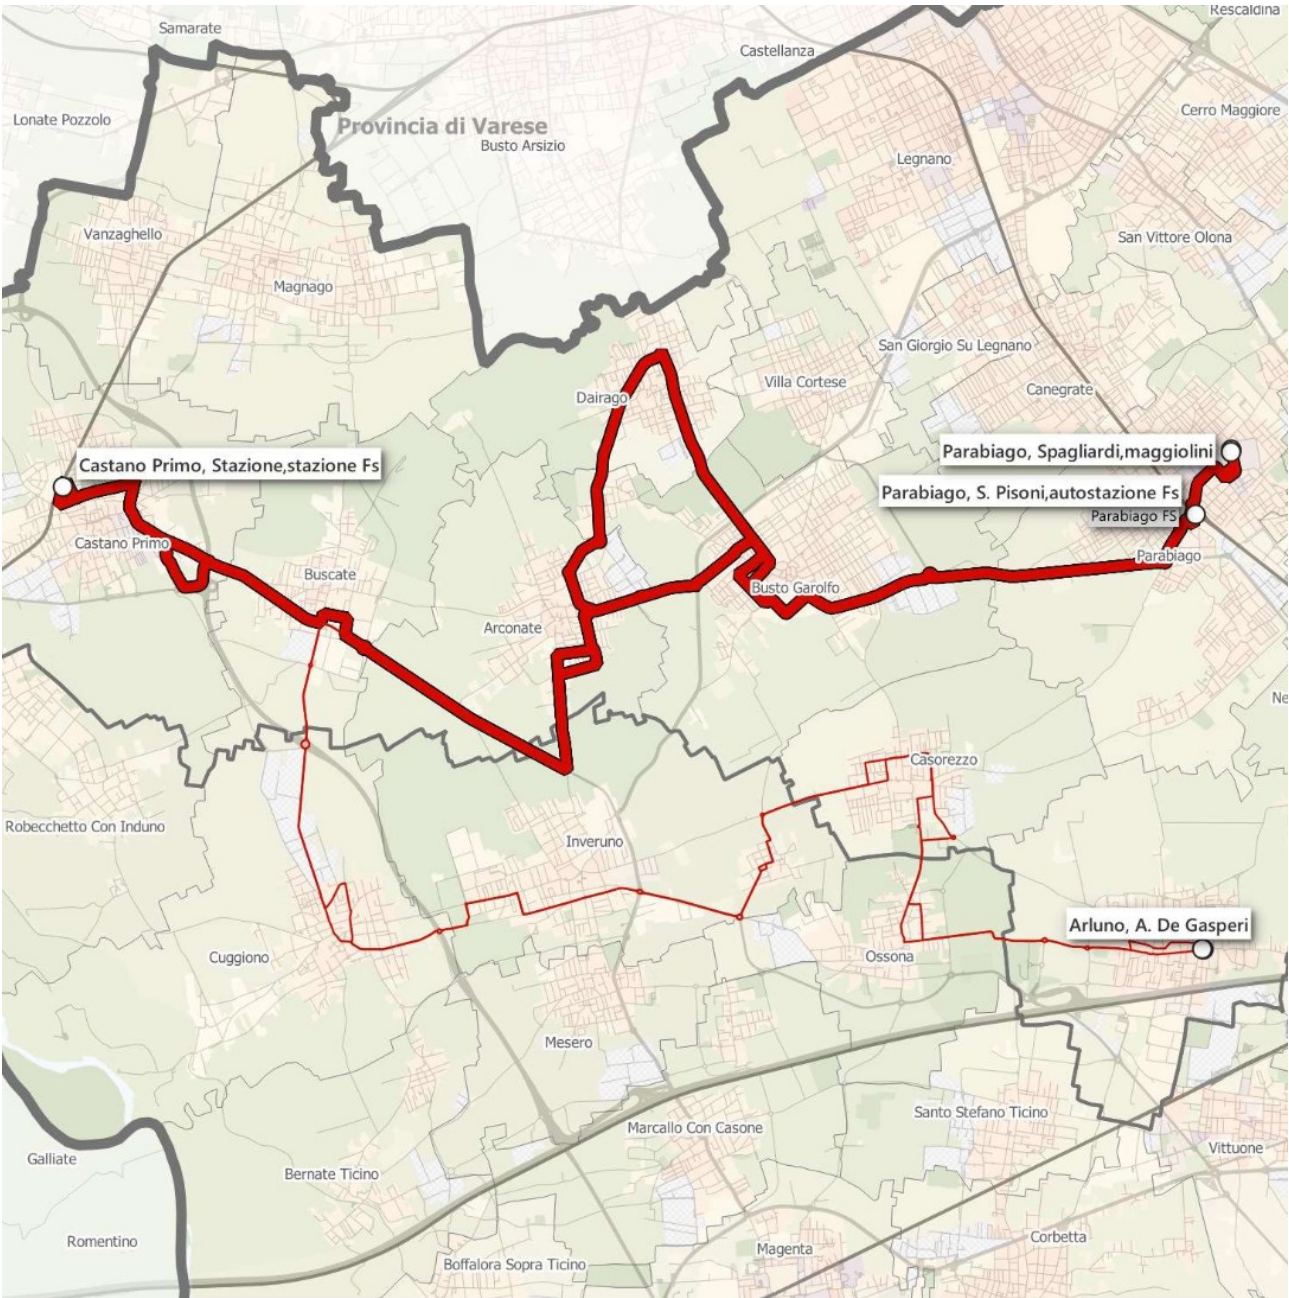 Rescaldina
Samarate
Castellanza
Lonate Pozzolo
Cerro Maggiore
Provincia di Varese
Busto Arsizio
Legnano
Vanzaghello
San Vittore Olona
Magnago
San Giorgio Su Legnano
Villa Cortese
Canegrate
Dairago
Parabiago, Spagliardi,maggiolini
Castano Primo, Stazione,stazione Fs
Parabiago, S. Pisoni,autostazione Fs
Parabiago FS
Castano Primo
Parabiago
Buscate
Busto Garolfo
Arconate
Ne
Casorezzo
Robecchetto Con Induno
Inveruno
Arluno, A. De Gasperi
Cuggiono
Ossona
Mesero
Santo Stefano Ticino
Marcallo Con Casone
Vittuone
Galliate
Bernate Ticino
Romentino
Corbetta
Magenta
Boffalora Sopra Ticino